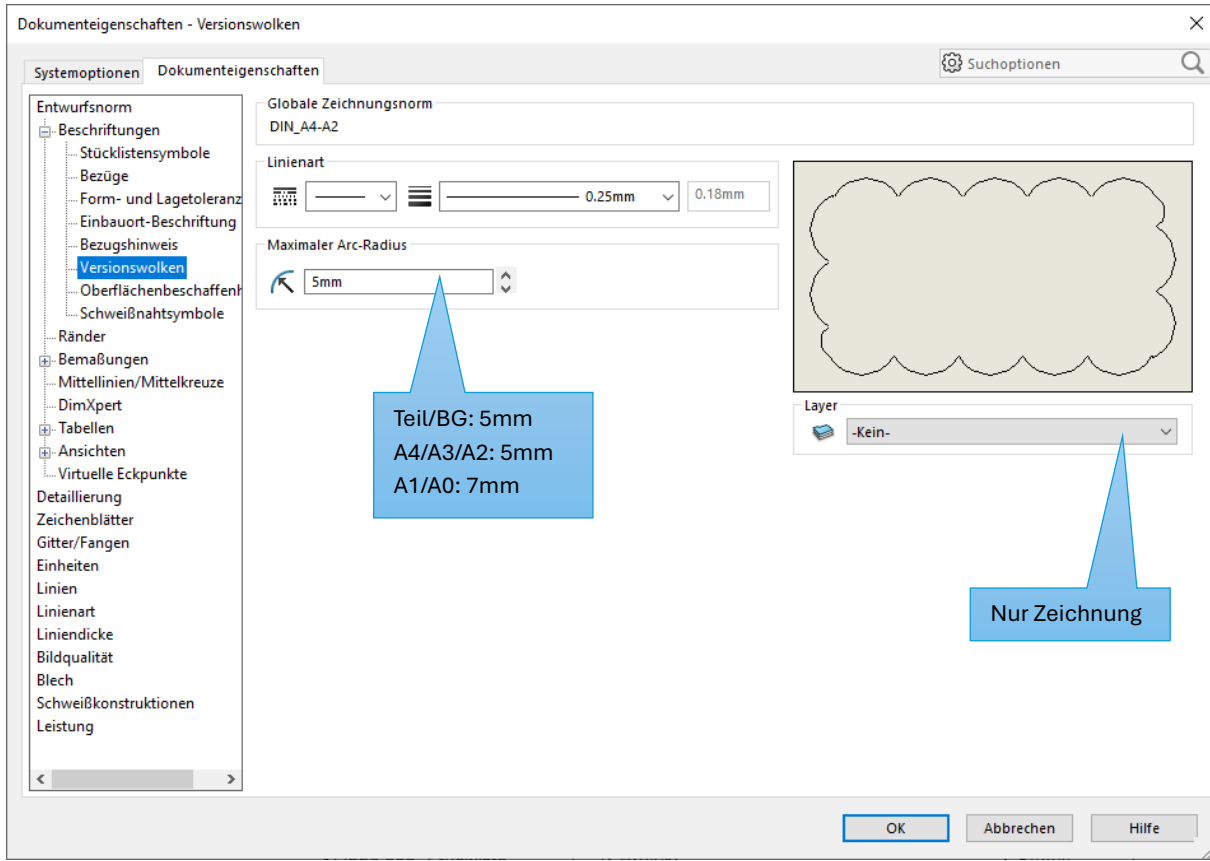 Dokumenteigenschaften - Versionswolken
Systemoptionen
Dokumenteigenschaften
Suchoptionen
Entwurfsnorm
Beschriftungen
Stücklistensymbole
Bezüge
Form- und Lagetoleranz
Einbauort-Beschriftung
Bezugshinweis
Versionswolken
Oberflächenbeschaffenh
Schweißnahtsymbole
Ränder
Bemaßungen
Mittellinien/Mittelkreuze
DimXpert
Tabellen
Ansichten
Virtuelle Eckpunkte
Detaillierung
Zeichenblätter
Gitter/Fangen
Einheiten
Linien
Linienart
Liniendicke
Bildqualität
Blech
Schweißkonstruktionen
Leistung
Globale Zeichnungsnorm
DIN_A4-A2
Linienart
0.25mm
0.18mm
Maximaler Arc-Radius
5mm
Teil/BG: 5mm
A4/A3/A2: 5mm
A1/A0: 7mm
Layer
-Kein-
Nur Zeichnung
OK
Abbrechen
Hilfe